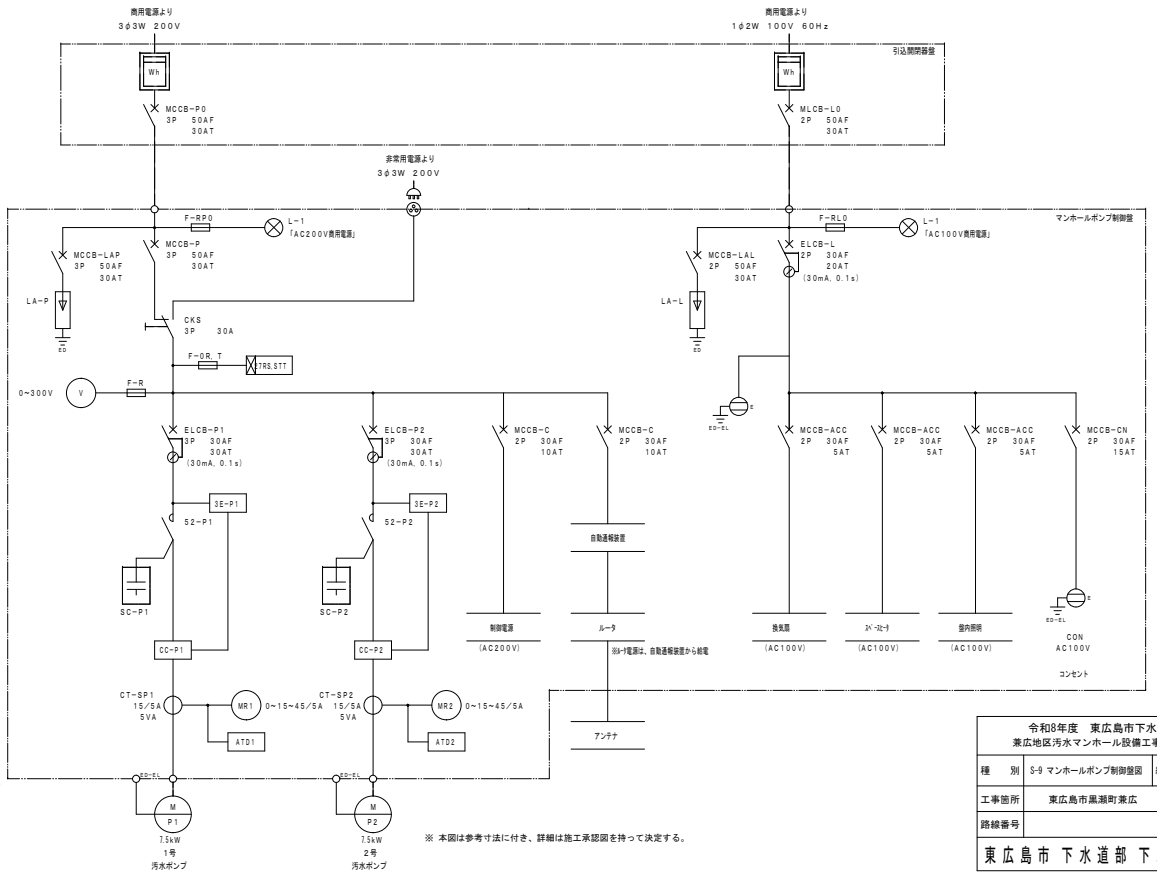 商用電源より
3φ3W 200V
商用電源より
1φ2W 100V 60Hz
引込開閉器盤
Wh
Wh
MCCB-P0
3P 50AF
30AT
MLCB-L0
2P 50AF
30AT
非常用電源より
3φ3W 200V
マンホールポンプ制御盤
F-RP0
L-1
「AC200V商用電源」
F-RL0
L-1
「AC100V商用電源」
MCCB-LAP
3P 50AF
30AT
MCCB-P
3P 50AF
30AT
MCCB-LAL
2P 50AF
30AT
ELCB-L
2P 30AF
20AT
(30mA, 0.1s)
LA-P
ED
LA-L
ED
CKS
3P 30A
F-0R, T
27RS,STT
0~300V
V
F-R
E
ED-EL
ELCB-P1
3P 30AF
30AT
(30mA, 0.1s)
ELCB-P2
3P 30AF
30AT
(30mA, 0.1s)
MCCB-C
2P 30AF
10AT
MCCB-C
2P 30AF
10AT
MCCB-ACC
2P 30AF
5AT
MCCB-ACC
2P 30AF
5AT
MCCB-ACC
2P 30AF
5AT
MCCB-CN
2P 30AF
15AT
3E-P1
3E-P2
52-P1
52-P2
自動通報装置
SC-P1
SC-P2
E
ED-EL
制御電源
(AC200V)
ルータ
※ルータ電源は、自動通報装置から給電
換気扇
(AC100V)
スペースヒータ
(AC100V)
盤内照明
(AC100V)
CON
AC100V
コンセント
CC-P1
CC-P2
CT-SP1
15/5A
5VA
MR1
0~15~45/5A
CT-SP2
15/5A
5VA
MR2
0~15~45/5A
ATD1
ATD2
アンテナ
ED-EL
ED-EL
M
P1
7.5kW
1号
汚水ポンプ
M
P2
7.5kW
2号
汚水ポンプ
※ 本図は参考寸法に付き、詳細は施工承認図を持って決定する。
令和8年度 東広島市下水
兼広地区汚水マンホール設備工事
種 別 S-9 マンホールポンプ制御盤図
工事箇所 東広島市黒瀬町兼広
路線番号
東広島市 下水道部 下